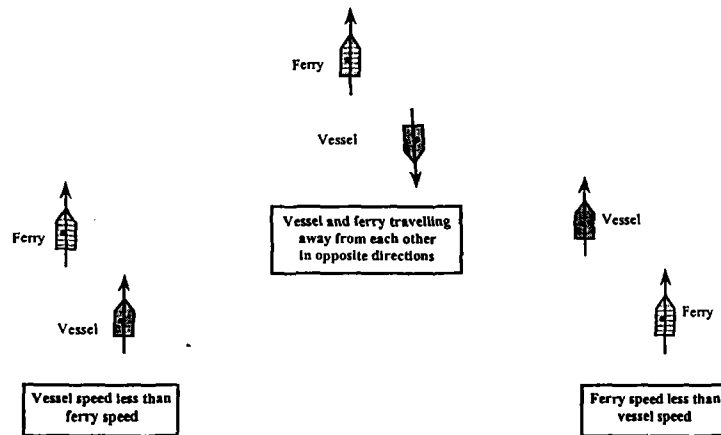 Ferry
Vessel
Vessel and ferry travelling
away from each other
in opposite directions
Ferry
Vessel
Vessel speed less than
ferry speed
Vessel
Ferry
Ferry speed less than
vessel speed